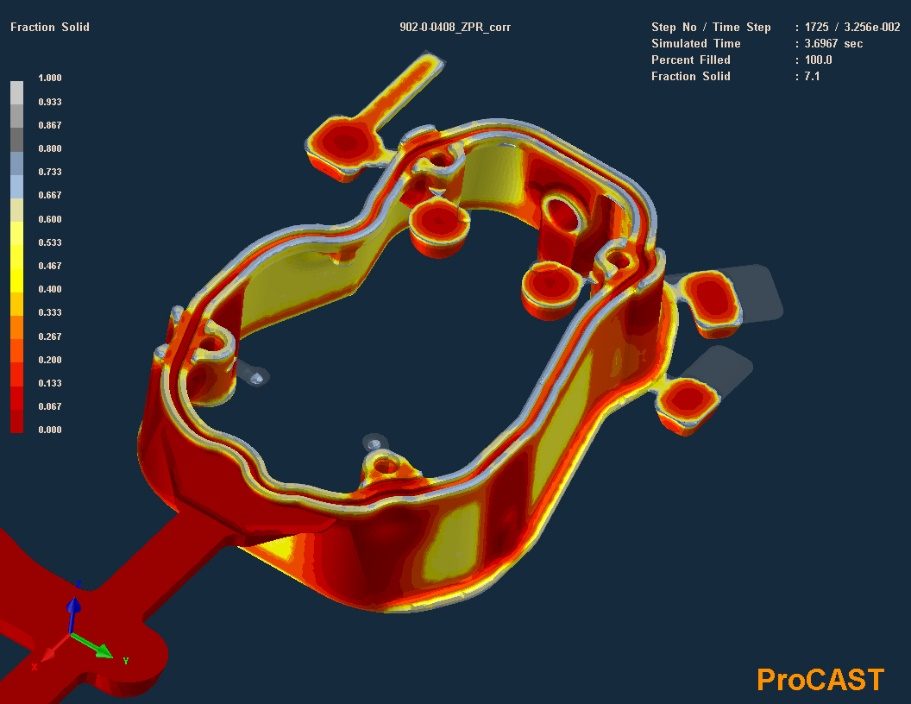 Fraction Solid
902-0-0408_ZPR_corr
Step No / Time Step : 1725 / 3.256e-002
Simulated Time : 3.6967 sec
Percent Filled : 100.0
Fraction Solid : 7.1
1.000
0.933
0.867
0.800
0.733
0.667
0.600
0.533
0.467
0.400
0.333
0.267
0.200
0.133
0.067
0.000
X
Y
ProCAST